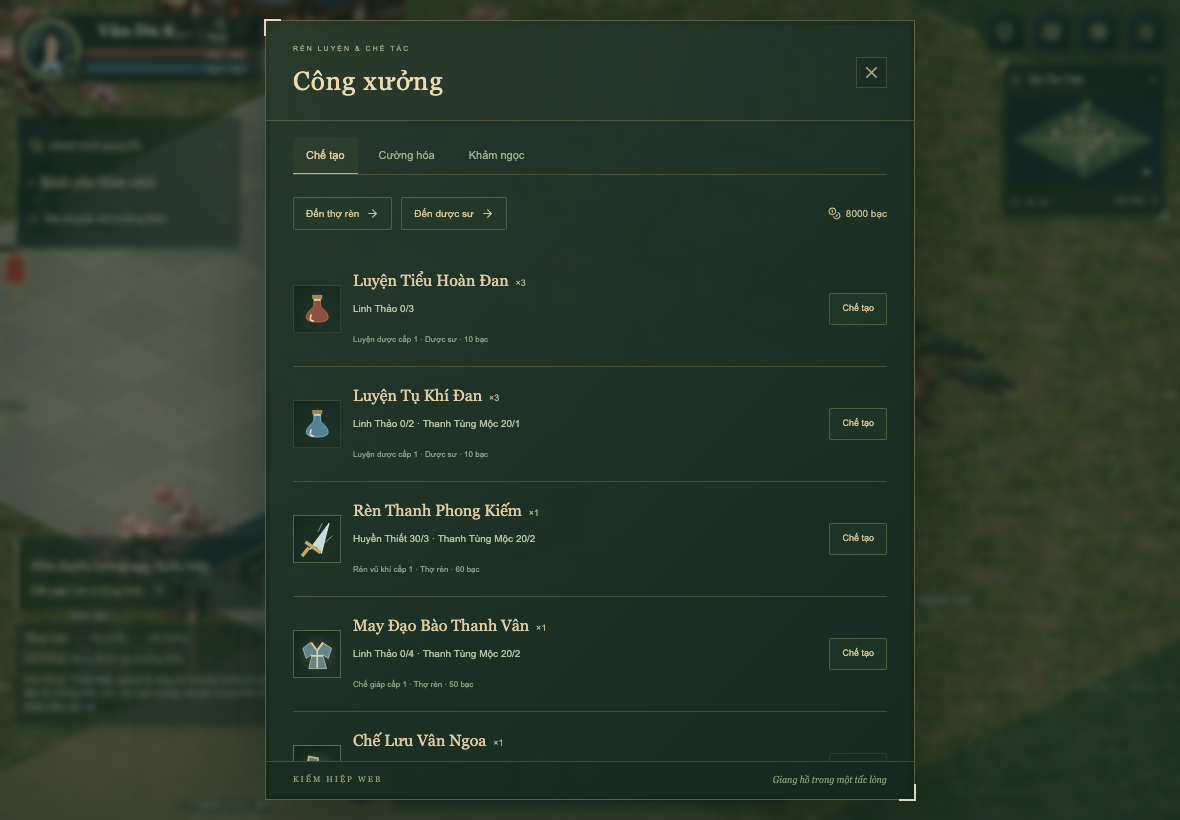 RÈN LUYỆN & CHẾ TÁC
Công xưởng
Chế tạo
Cường hóa
Khảm ngọc
Đến thợ rèn →
Đến dược sư →
8000 bạc
Luyện Tiểu Hoàn Đan ×3
Linh Thảo 0/3
Luyện dược cấp 1 · Dược sư · 10 bạc
Chế tạo
Luyện Tụ Khí Đan ×3
Linh Thảo 0/2 · Thanh Tùng Mộc 20/1
Luyện dược cấp 1 · Dược sư · 10 bạc
Chế tạo
Rèn Thanh Phong Kiếm ×1
Huyền Thiết 30/3 · Thanh Tùng Mộc 20/2
Rèn vũ khí cấp 1 · Thợ rèn · 60 bạc
Chế tạo
May Đạo Bào Thanh Vân ×1
Linh Thảo 0/4 · Thanh Tùng Mộc 20/2
Chế giáp cấp 1 · Thợ rèn · 50 bạc
Chế tạo
Chế Lưu Vân Ngoa ×1
KIẾM HIỆP WEB
Giang hồ trong một tấc lòng